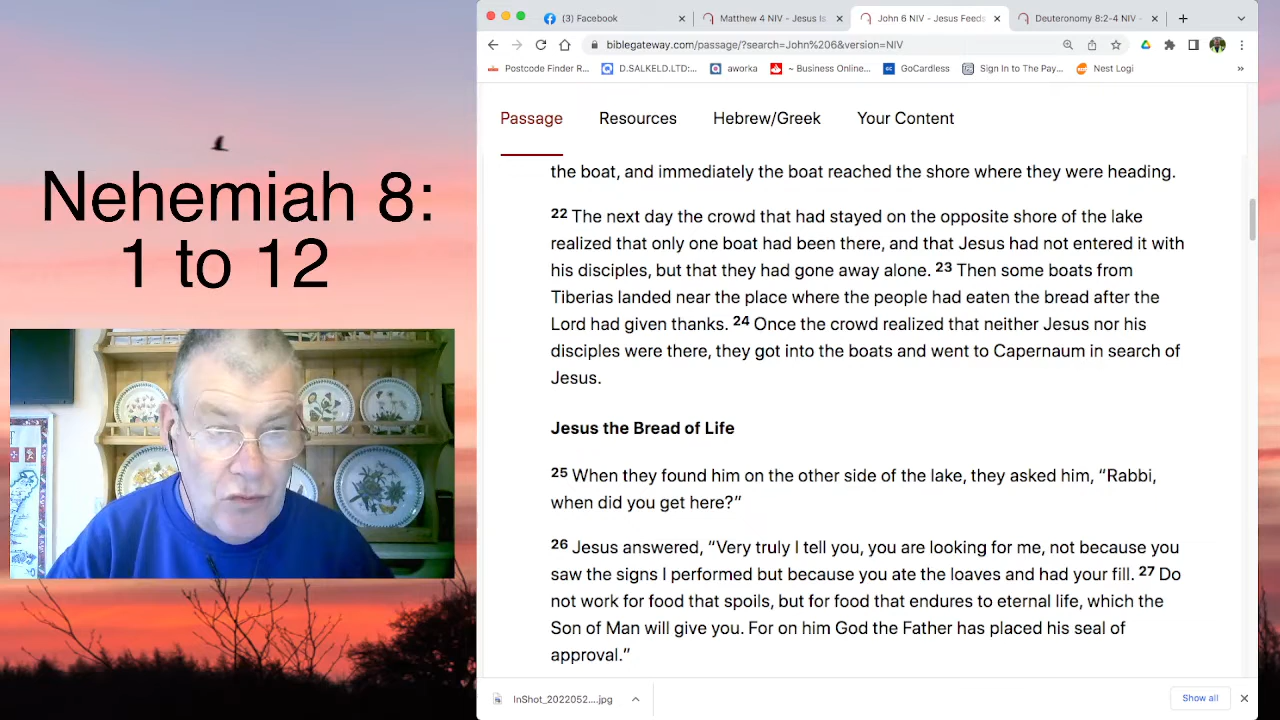 Nehemiah 8:
1 to 12
(3) Facebook
Matthew 4 NIV - Jesus Is
John 6 NIV - Jesus Feeds
Deuteronomy 8:2-4 NIV -
biblegateway.com/passage/?search=John%206&version=NIV
Postcode Finder R...
D.SALKELD.LTD:...
aworka
~ Business Online...
GC GoCardless
Sign In to The Pay...
Nest Logi
»
Passage
Resources
Hebrew/Greek
Your Content
the boat, and immediately the boat reached the shore where they were heading.
22 The next day the crowd that had stayed on the opposite shore of the lake
realized that only one boat had been there, and that Jesus had not entered it with
his disciples, but that they had gone away alone. 23 Then some boats from
Tiberias landed near the place where the people had eaten the bread after the
Lord had given thanks. 24 Once the crowd realized that neither Jesus nor his
disciples were there, they got into the boats and went to Capernaum in search of
Jesus.
Jesus the Bread of Life
25 When they found him on the other side of the lake, they asked him, “Rabbi,
when did you get here?”
26 Jesus answered, “Very truly I tell you, you are looking for me, not because you
saw the signs I performed but because you ate the loaves and had your fill. 27 Do
not work for food that spoils, but for food that endures to eternal life, which the
Son of Man will give you. For on him God the Father has placed his seal of
approval.”
InShot_2022052....jpg
Show all